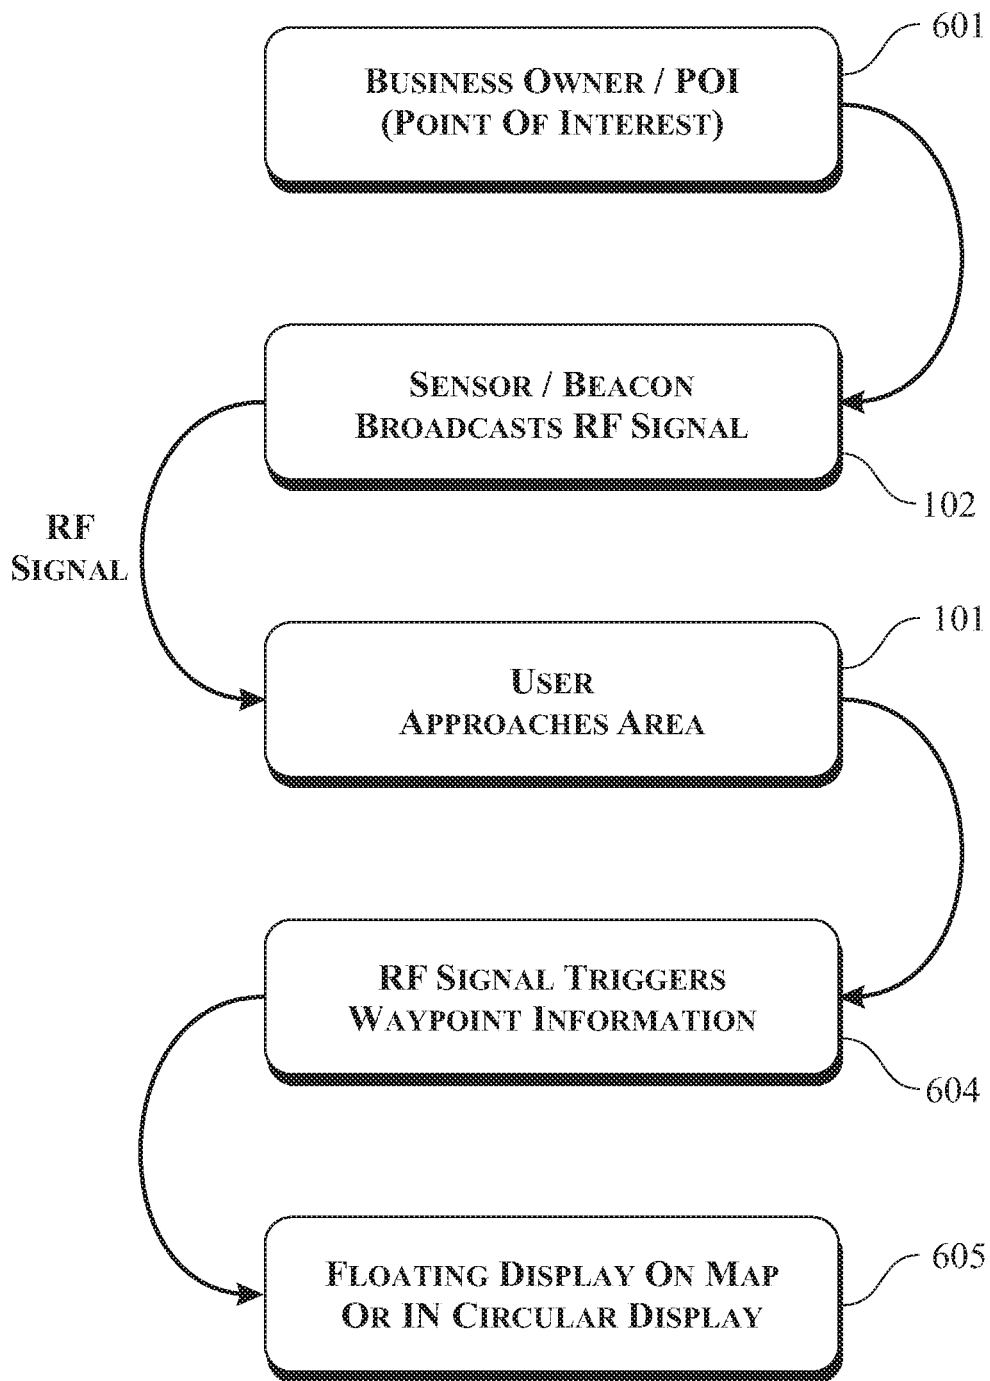 601
BUSINESS OWNER / POI
(POINT OF INTEREST)
SENSOR / BEACON
BROADCASTS RF SIGNAL
102
RF
SIGNAL
101
USER
APPROACHES AREA
RF SIGNAL TRIGGERS
WAYPOINT INFORMATION
604
605
FLOATING DISPLAY ON MAP
OR IN CIRCULAR DISPLAY